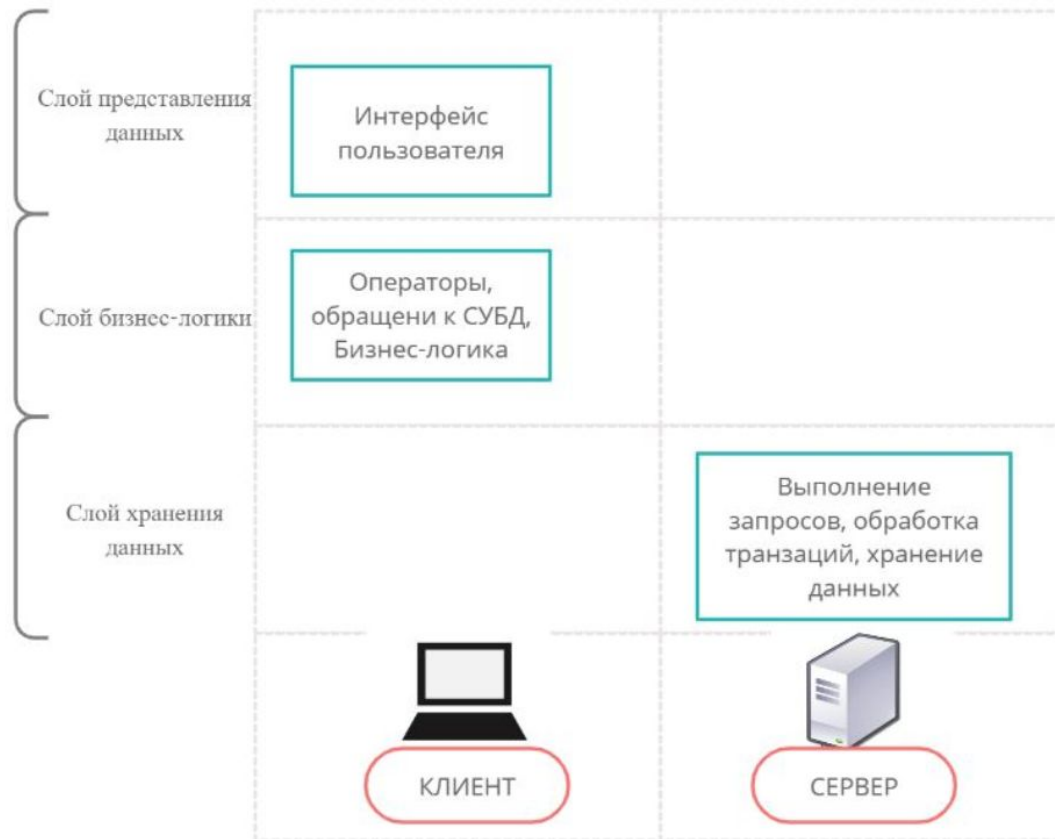 Слой представления
данных
Интерфейс
пользователя
Слой бизнес-логики
Операторы,
обращени к СУБД,
Бизнес-логика
Слой хранения
данных
Выполнение
запросов, обработка
транзаций, хранение
данных
КЛИЕНТ
СЕРВЕР